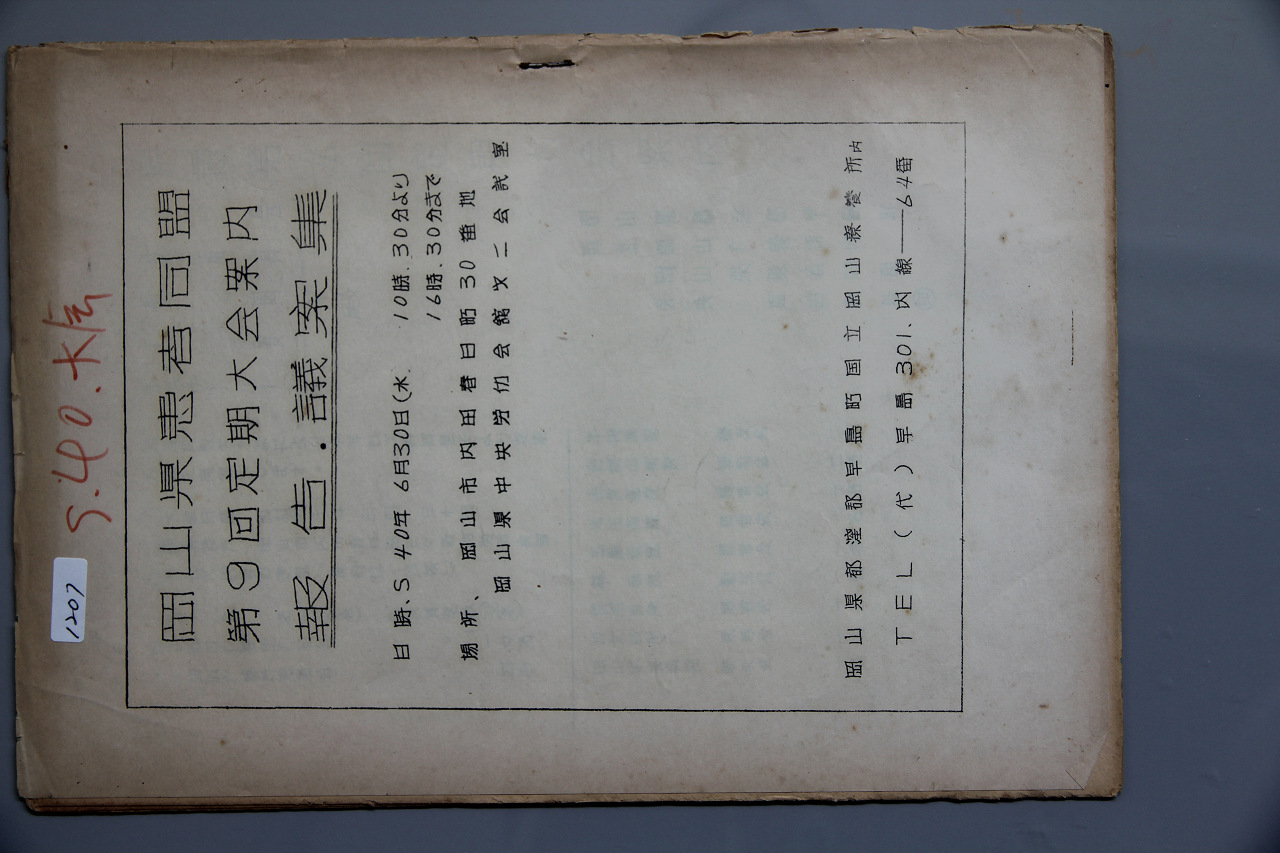 S.40.大会
1207
岡山県患者同盟
第9回定期大会案内
報告.議案集
日時、S 40年 6月30日(水. 10時.30分より
16時.30分まで
場所、岡山市内田春日町30番地
岡山県中央労仂会館㐧二会議室
岡山県都窪郡早島町国立岡山療養所内
TEL(代)早島301、内線——64番